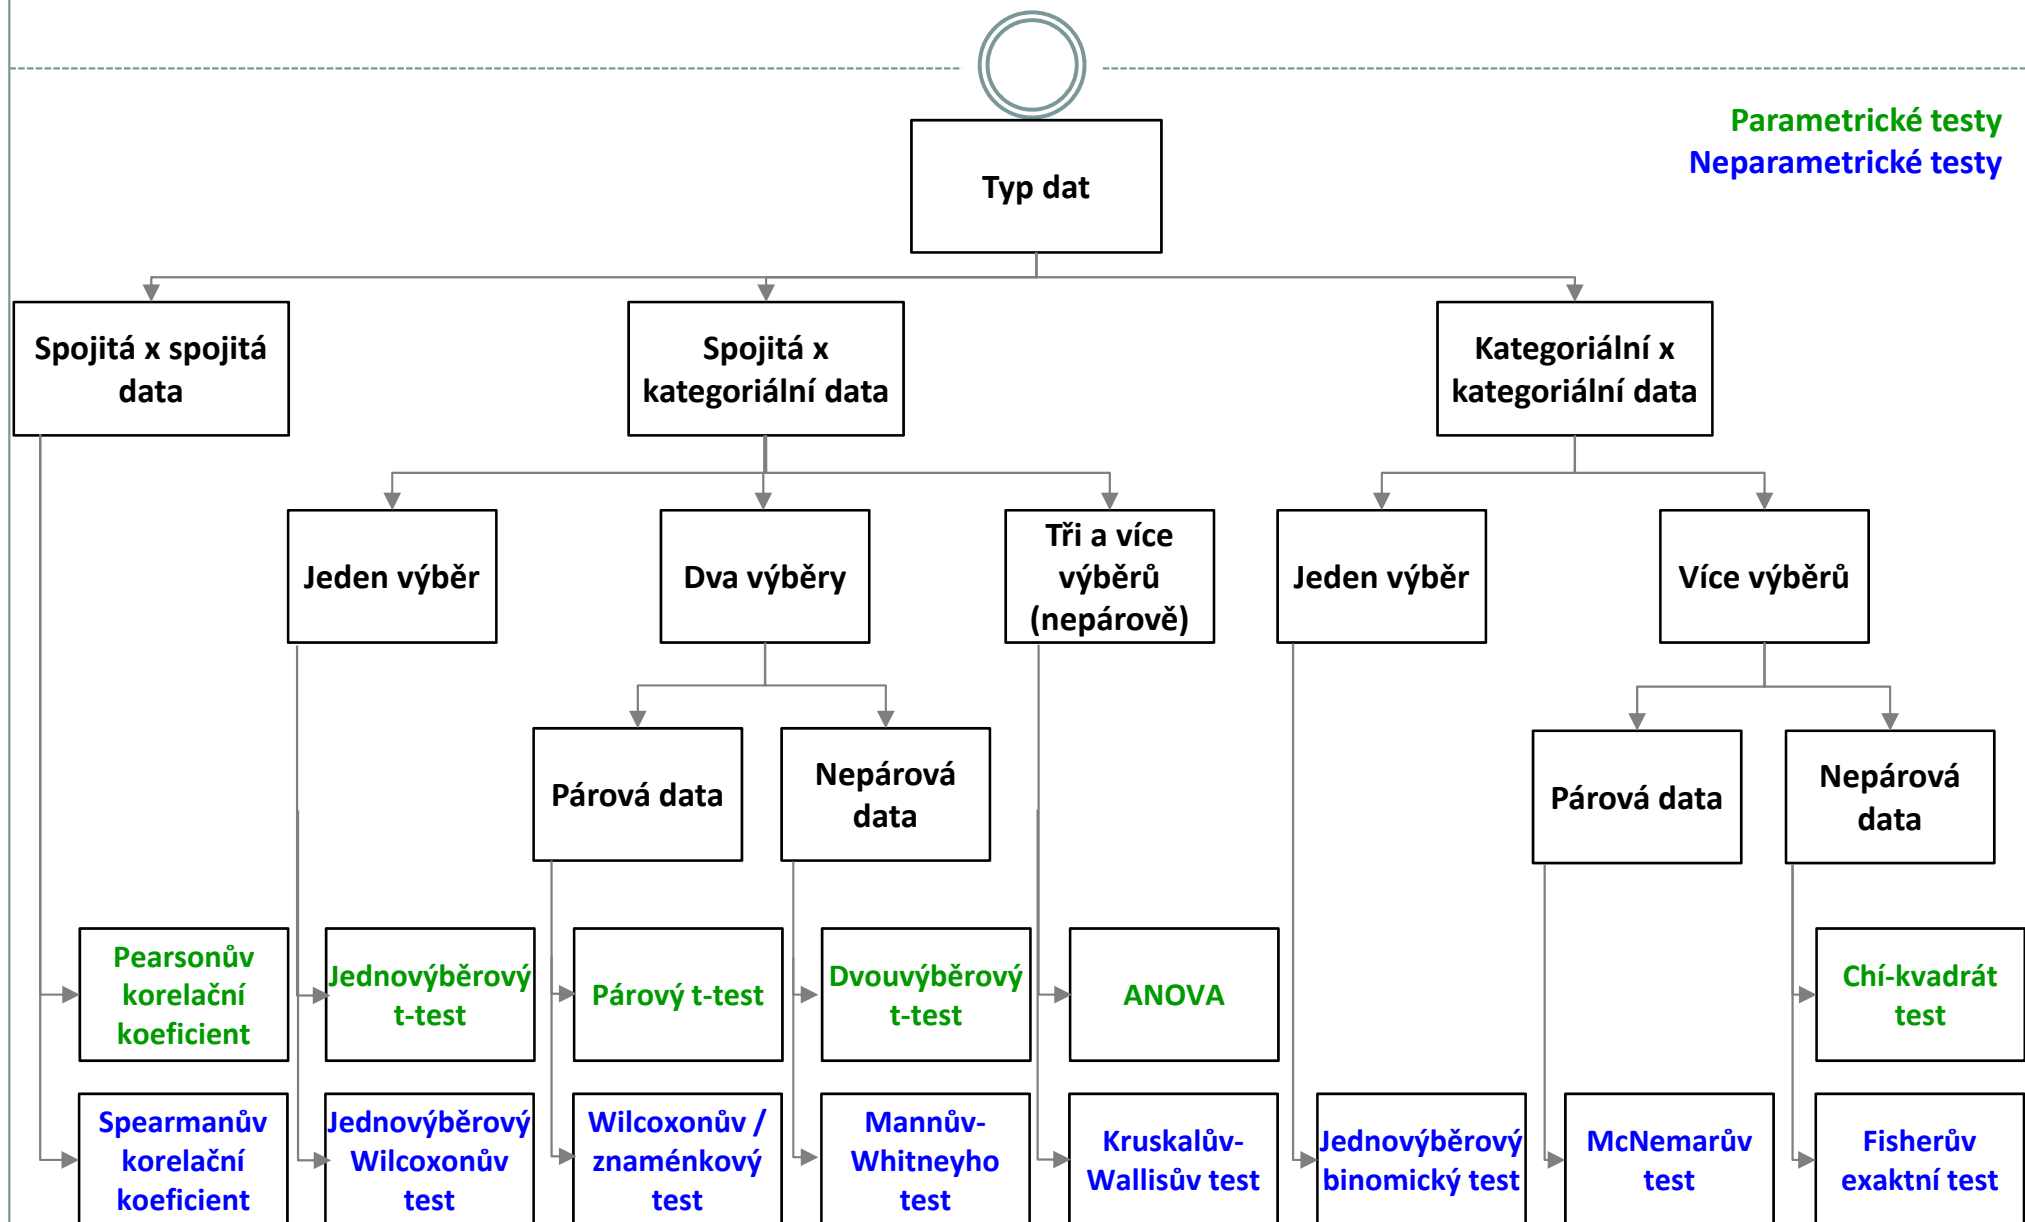 Parametrické testy
Neparametrické testy
Typ dat
Spojitá x spojitá
data
Spojitá x
kategoriální data
Kategoriální x
kategoriální data
Jeden výběr
Dva výběry
Tři a více
výběrů
(nepárově)
Jeden výběr
Více výběrů
Párová data
Nepárová
data
Párová data
Nepárová
data
Pearsonův
korelační
koeficient
Jednovýběrový
t-test
Párový t-test
Dvouvýběrový
t-test
ANOVA
Chí-kvadrát
test
Spearmanův
korelační
koeficient
Jednovýběrový
Wilcoxonův
test
Wilcoxonův /
znaménkový
test
Mannův-
Whitneyho
test
Kruskalův-
Wallisův test
Jednovýběrový
binomický test
McNemarův
test
Fisherův
exaktní test